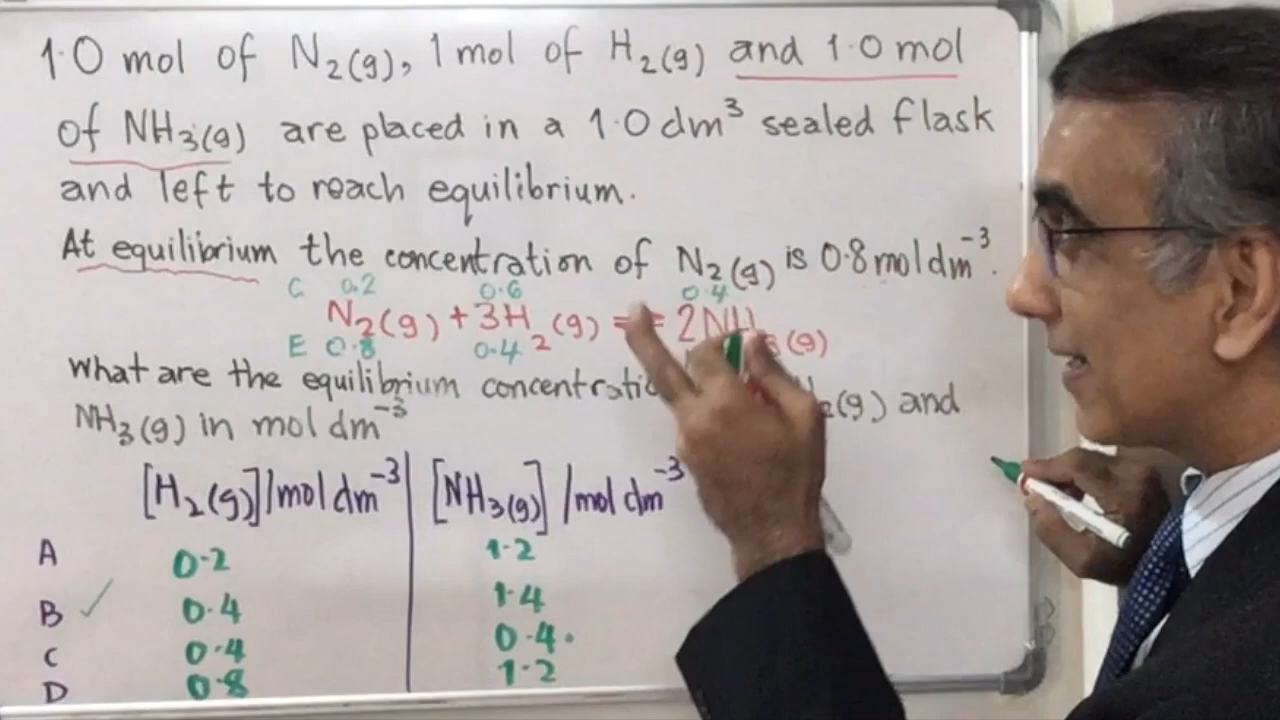 1.0 mol of N₂(g), 1 mol of H₂(g) and 1.0 mol
of NH₃(g) are placed in a 1.0 dm³ sealed flask
and left to reach equilibrium.
At equilibrium the concentration of N₂(g) is 0.8 mol dm⁻³.
C 0.2 0.6 0.4
N₂(g) + 3H₂(g) ⇌ 2NH₃(g)
E 0.8 0.4
What are the equilibrium ₂(g) and
NH₃(g) in mol dm⁻³
[H₂(g)]/mol dm⁻³ [NH₃(g)]/mol dm⁻³
A 0.2 1.2
B ✓ 0.4 1.4
C 0.4 0.4.
D 0.8 1.2